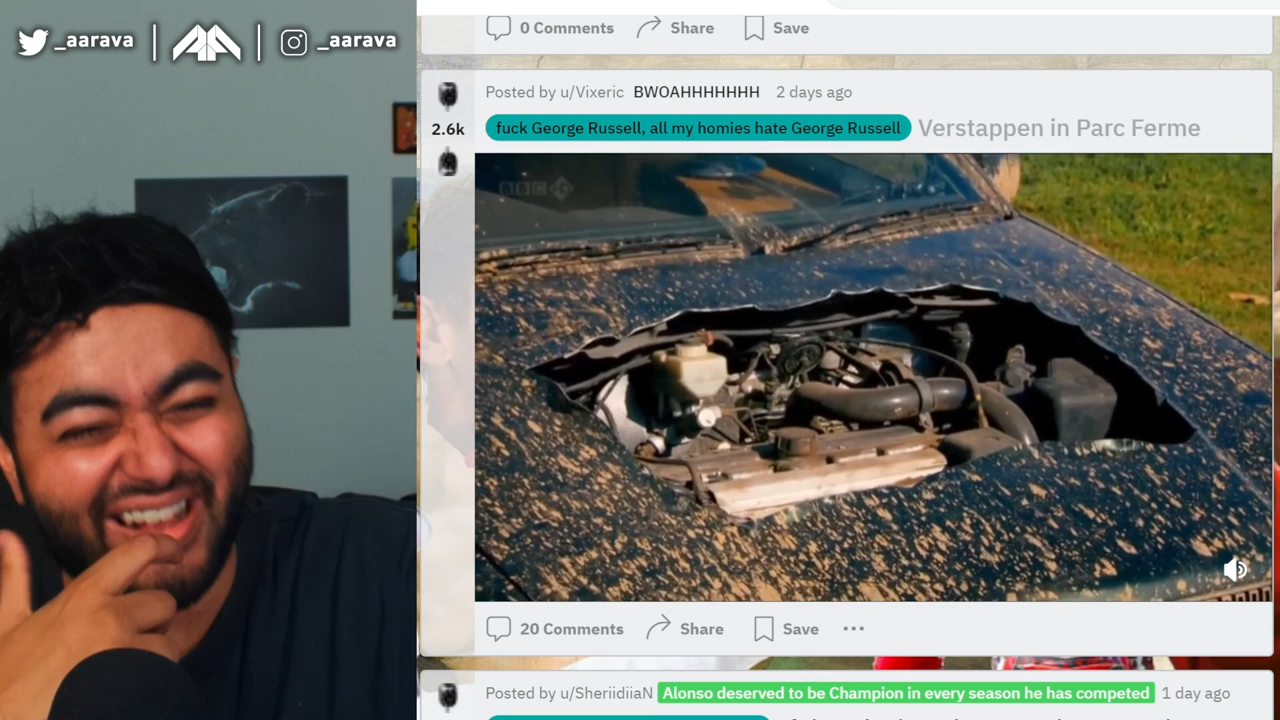 _aarava
_aarava
0 Comments Share Save
Posted by u/Vixeric BWOAHHHHHHH 2 days ago
2.6k
fuck George Russell, all my homies hate George Russell Verstappen in Parc Ferme
BBC HD
20 Comments Share Save
Posted by u/SheriidiiaN Alonso deserved to be Champion in every season he has competed 1 day ago